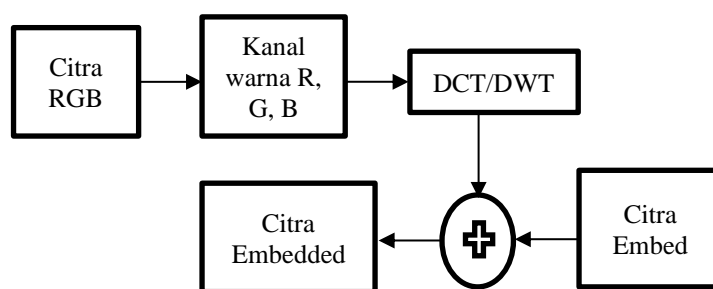 Citra
RGB
Kanal
warna R,
G, B
DCT/DWT
Citra
Embedded
Citra
Embed